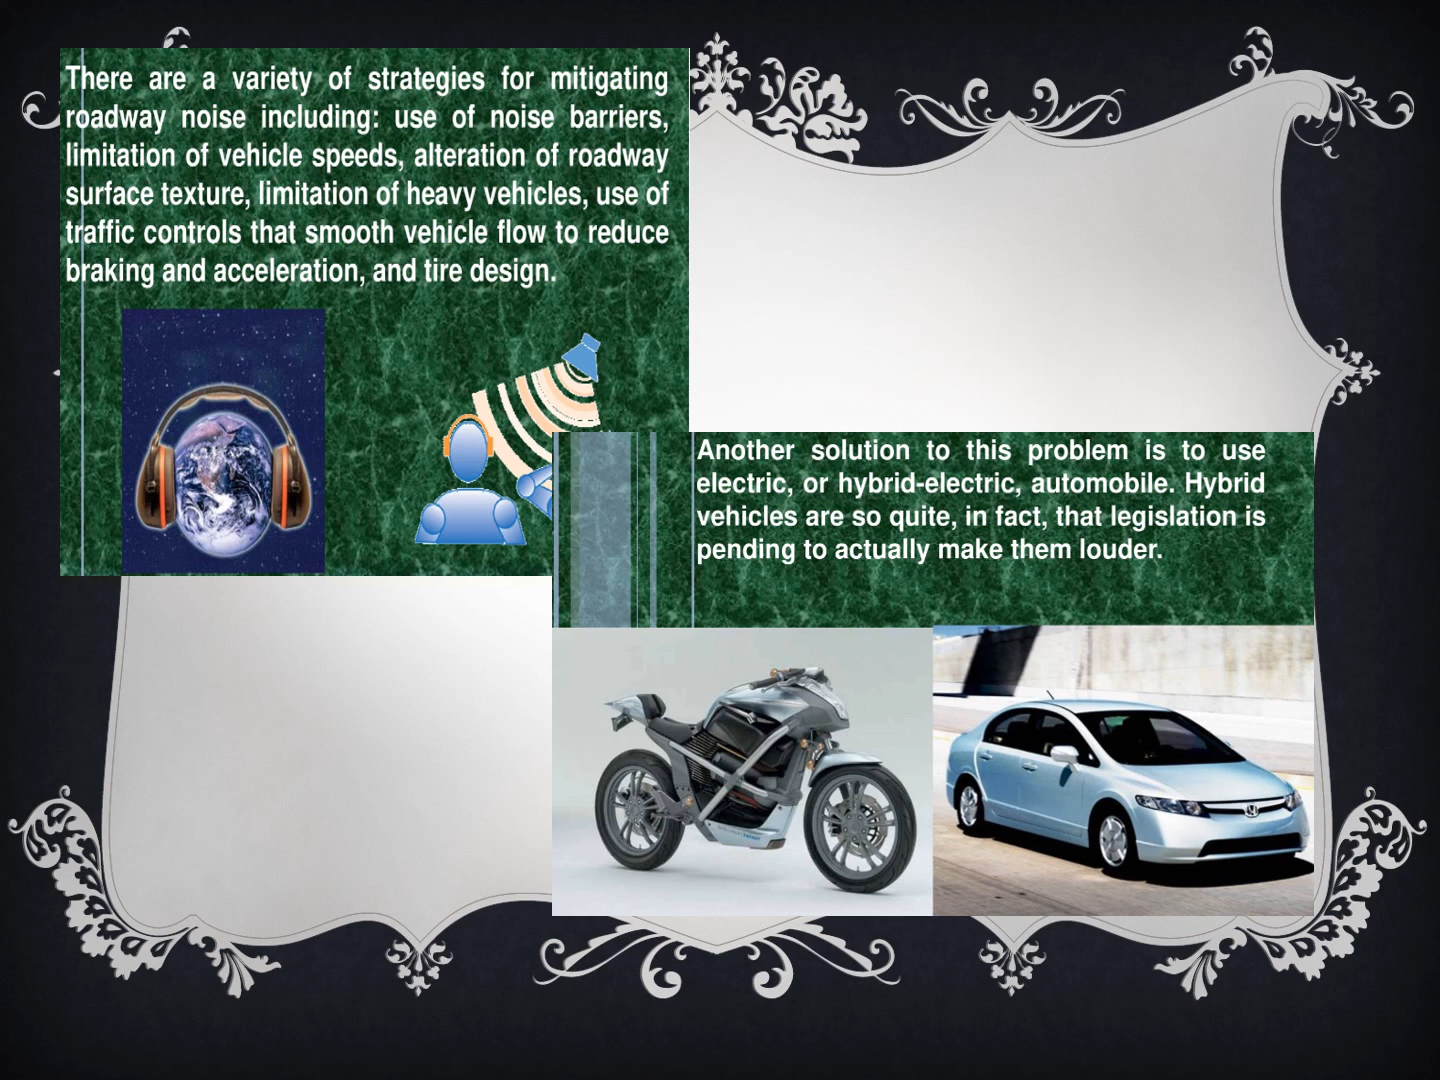 There are a variety of strategies for mitigating
roadway noise including: use of noise barriers,
limitation of vehicle speeds, alteration of roadway
surface texture, limitation of heavy vehicles, use of
traffic controls that smooth vehicle flow to reduce
braking and acceleration, and tire design.
Another solution to this problem is to use
electric, or hybrid-electric, automobile. Hybrid
vehicles are so quite, in fact, that legislation is
pending to actually make them louder.